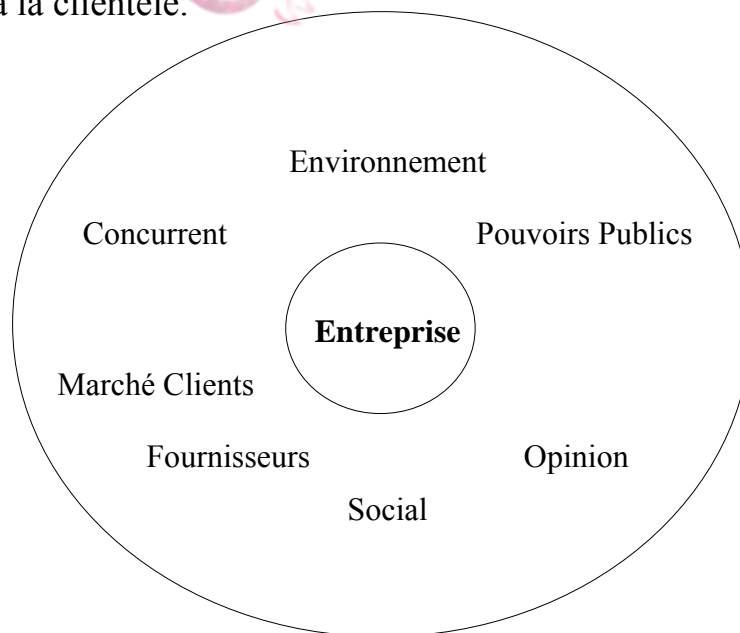 à la clientèle.
Environnement
Concurrent
Pouvoirs Publics
Entreprise
Marché Clients
Fournisseurs
Opinion
Social